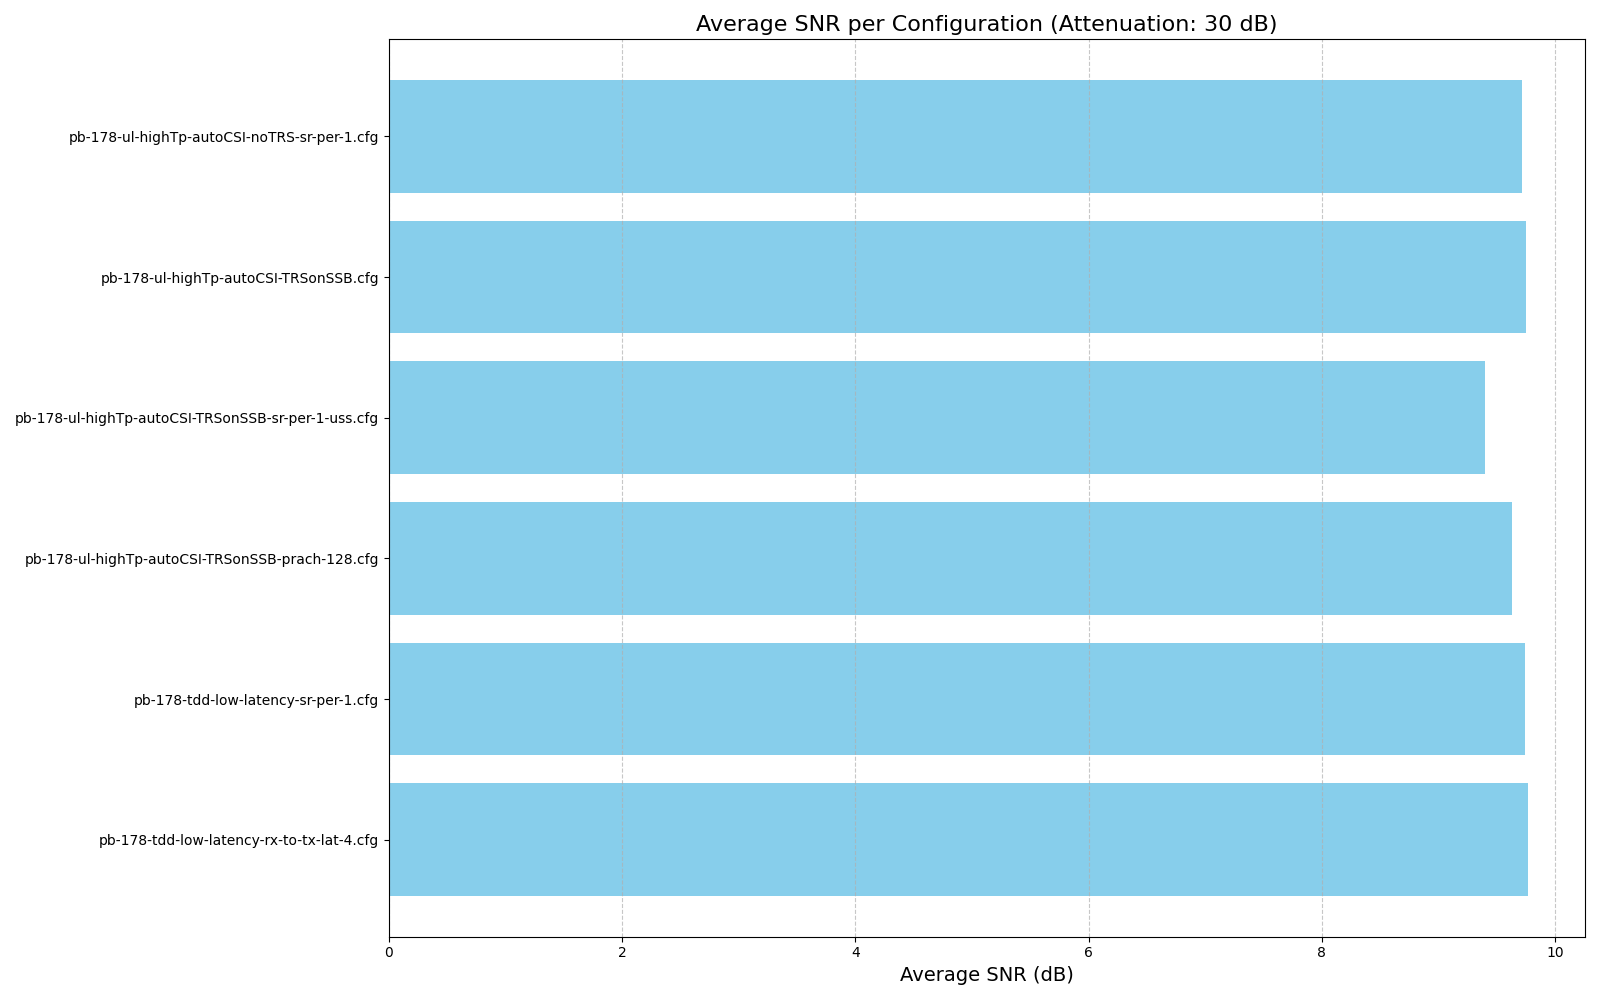 Average SNR per Configuration (Attenuation: 30 dB)
pb-178-ul-highTp-autoCSI-noTRS-sr-per-1.cfg
pb-178-ul-highTp-autoCSI-TRSonSSB.cfg
pb-178-ul-highTp-autoCSI-TRSonSSB-sr-per-1-uss.cfg
pb-178-ul-highTp-autoCSI-TRSonSSB-prach-128.cfg
pb-178-tdd-low-latency-sr-per-1.cfg
pb-178-tdd-low-latency-rx-to-tx-lat-4.cfg
0 2 4 6 8 10
Average SNR (dB)